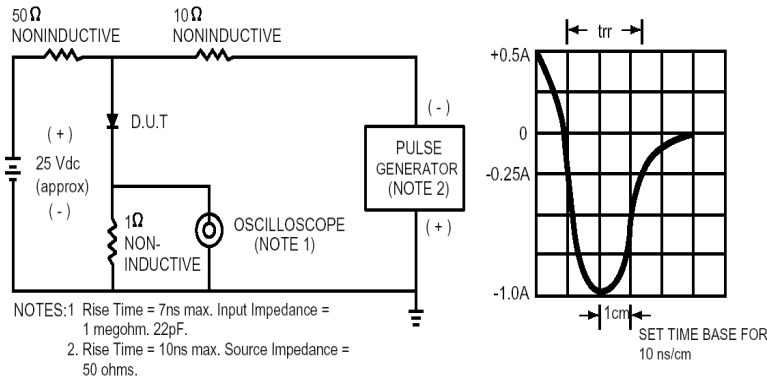 50Ω
NONINDUCTIVE
10Ω
NONINDUCTIVE
D.U.T
( + )
25 Vdc
(approx)
( - )
1Ω
NON-
INDUCTIVE
OSCILLOSCOPE
(NOTE 1)
( - )
PULSE
GENERATOR
(NOTE 2)
( + )
NOTES:1 Rise Time = 7ns max. Input Impedance =
1 megohm. 22pF.
2. Rise Time = 10ns max. Source Impedance =
50 ohms.
trr
+0.5A
0
-0.25A
-1.0A
1cm
SET TIME BASE FOR
10 ns/cm